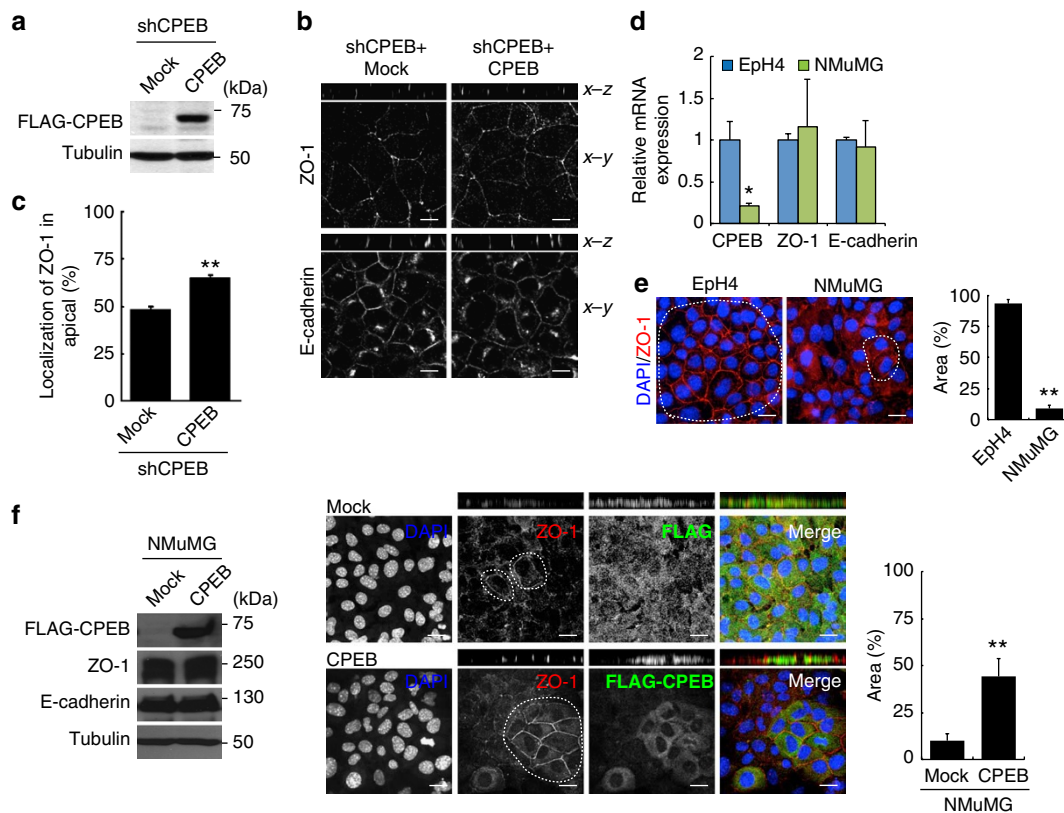 a
shCPEB
Mock
CPEB
(kDa)
FLAG-CPEB
75
Tubulin
50
b
shCPEB+
Mock
shCPEB+
CPEB
x–z
ZO-1
x–y
x–z
E-cadherin
x–y
c
Localization of ZO-1 in
apical (%)
100
75
50
25
0
**
Mock
CPEB
shCPEB
d
Relative mRNA
expression
2
1.5
1
0.5
0
EpH4
NMuMG
*
CPEB
ZO-1
E-cadherin
e
EpH4
NMuMG
DAPI/ZO-1
Area (%)
100
75
50
25
0
**
EpH4
NMuMG
f
NMuMG
Mock
CPEB
(kDa)
FLAG-CPEB
75
ZO-1
250
E-cadherin
130
Tubulin
50
Mock
DAPI
ZO-1
FLAG
Merge
CPEB
DAPI
ZO-1
FLAG-CPEB
Merge
Area (%)
100
75
50
25
0
**
Mock
CPEB
NMuMG